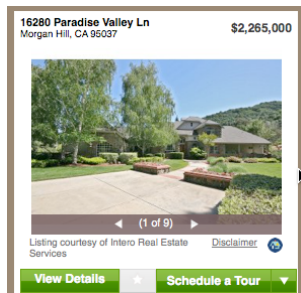 16280 Paradise Valley Ln
$2,265,000
Morgan Hill, CA 95037
(1 of 9)
Listing courtesy of Intero Real Estate
Disclaimer
Services
View Details
Schedule a Tour